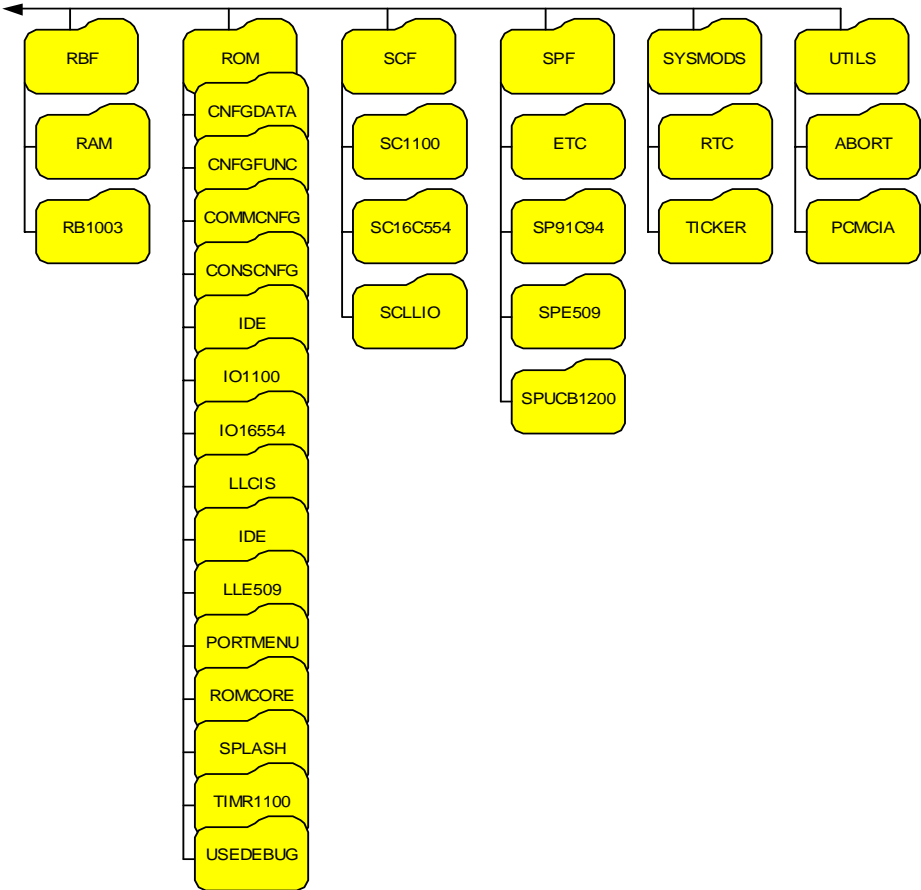 RBF
ROM
SCF
SPF
SYSMODS
UTILS
RAM
RB1003
CNFGDATA
CNFGFUNC
COMMCNFG
CONSCNFG
IDE
IO1100
IO16554
LLCIS
IDE
LLE509
PORTMENU
ROMCORE
SPLASH
TIMR1100
USEDEBUG
SC1100
SC16C554
SCLLIO
ETC
SP91C94
SPE509
SPUCB1200
RTC
TICKER
ABORT
PCMCIA